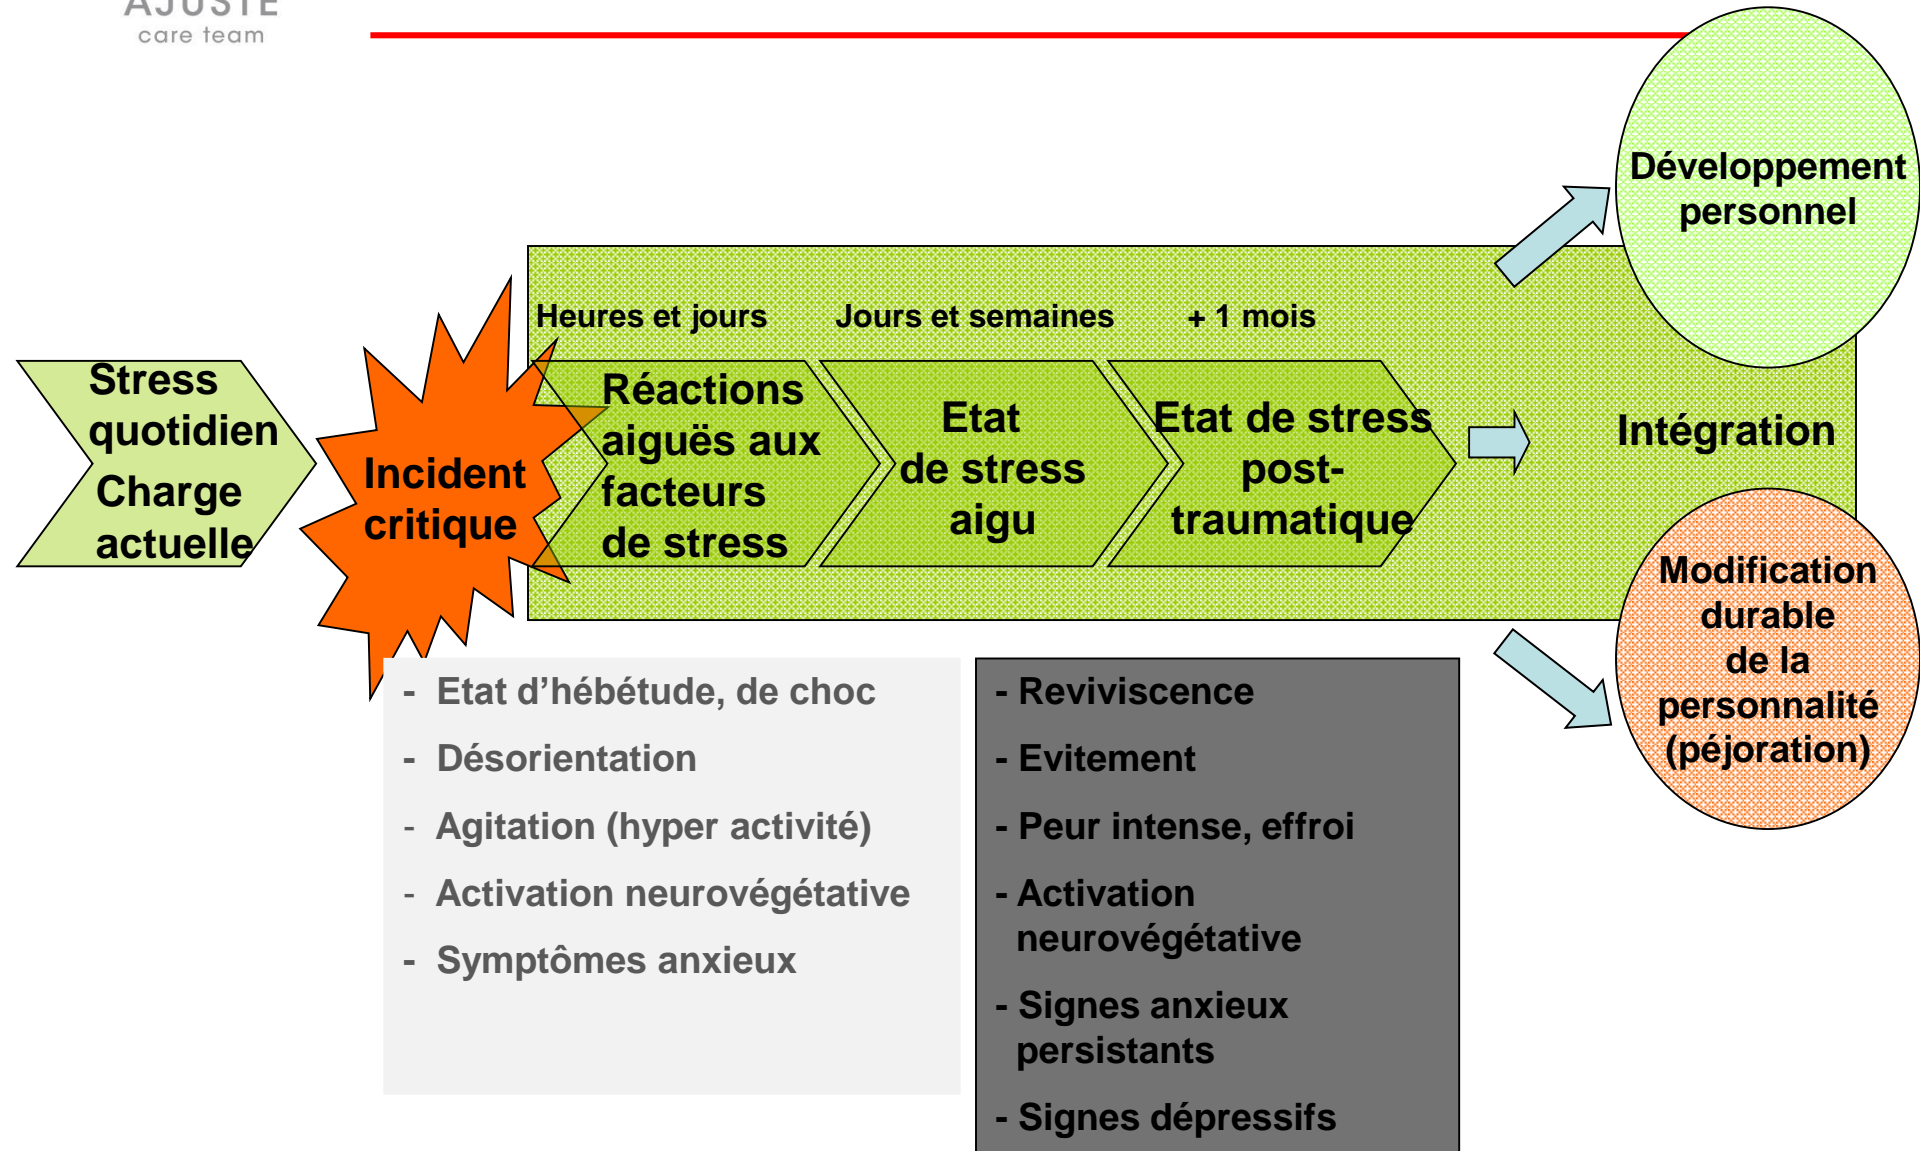 AJUSTE
care team
Développement
personnel
Heures et jours
Jours et semaines
+ 1 mois
Stress
quotidien
Charge
actuelle
Incident
critique
Réactions
aiguës aux
facteurs
de stress
Etat
de stress
aigu
Etat de stress
post-
traumatique
Intégration
Modification
durable
de la
personnalité
(péjoration)
- Etat d’hébétude, de choc
- Désorientation
- Agitation (hyper activité)
- Activation neurovégétative
- Symptômes anxieux
- Reviviscence
- Evitement
- Peur intense, effroi
- Activation
neurovégétative
- Signes anxieux
persistants
- Signes dépressifs